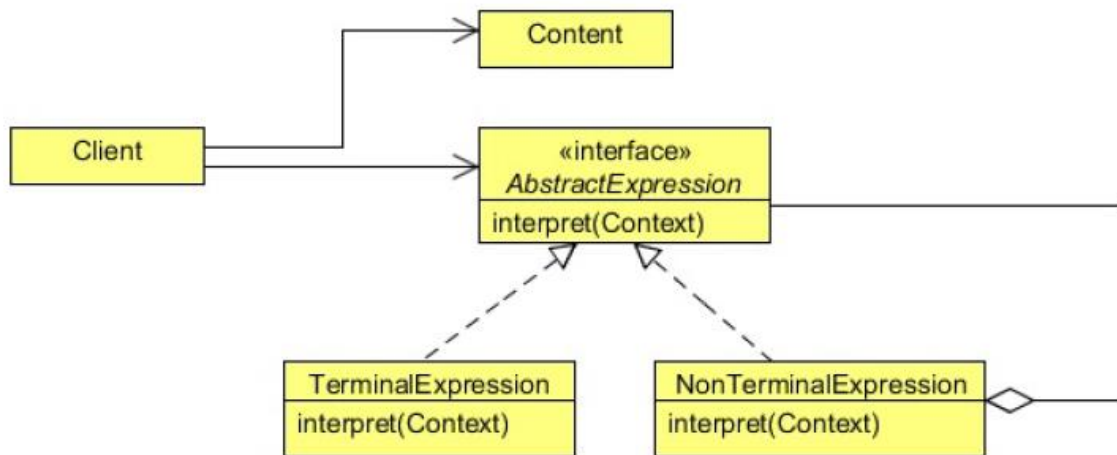 Content
Client
«interface»
AbstractExpression
interpret(Context)
TerminalExpression
interpret(Context)
NonTerminalExpression
interpret(Context)